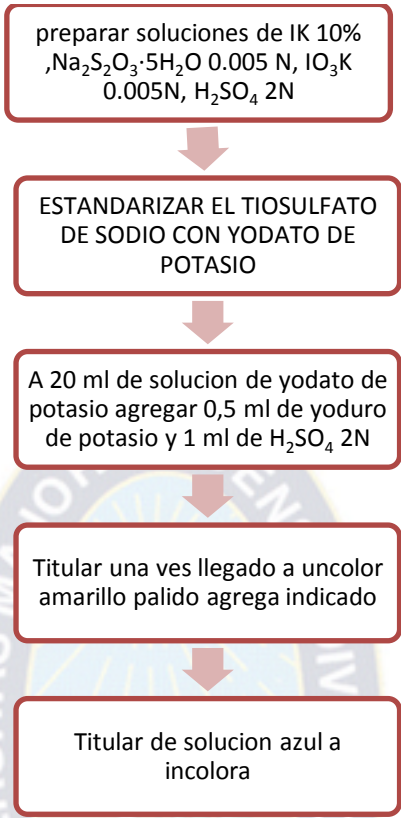 preparar soluciones de IK 10%
,Na₂S₂O₃·5H₂O 0.005 N, IO₃K
0.005N, H₂SO₄ 2N
ESTANDARIZAR EL TIOSULFATO
DE SODIO CON YODATO DE
POTASIO
A 20 ml de solucion de yodato de
potasio agregar 0,5 ml de yoduro
de potasio y 1 ml de H₂SO₄ 2N
Titular una ves llegado a uncolor
amarillo palido agrega indicado
Titular de solucion azul a
incolora